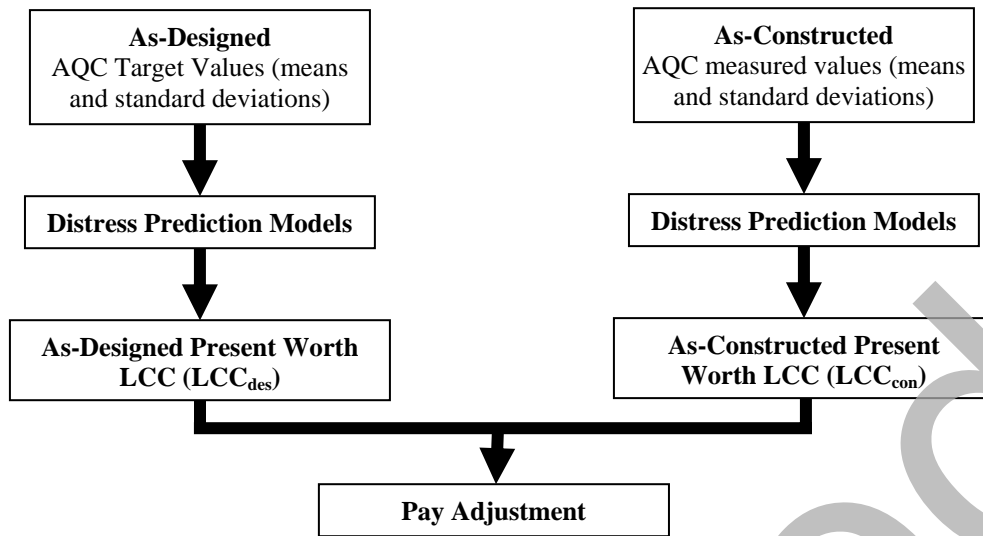 As-Designed
AQC Target Values (means
and standard deviations)
As-Constructed
AQC measured values (means
and standard deviations)
Distress Prediction Models
Distress Prediction Models
As-Designed Present Worth
LCC (LCCdes)
As-Constructed Present
Worth LCC (LCCcon)
Pay Adjustment